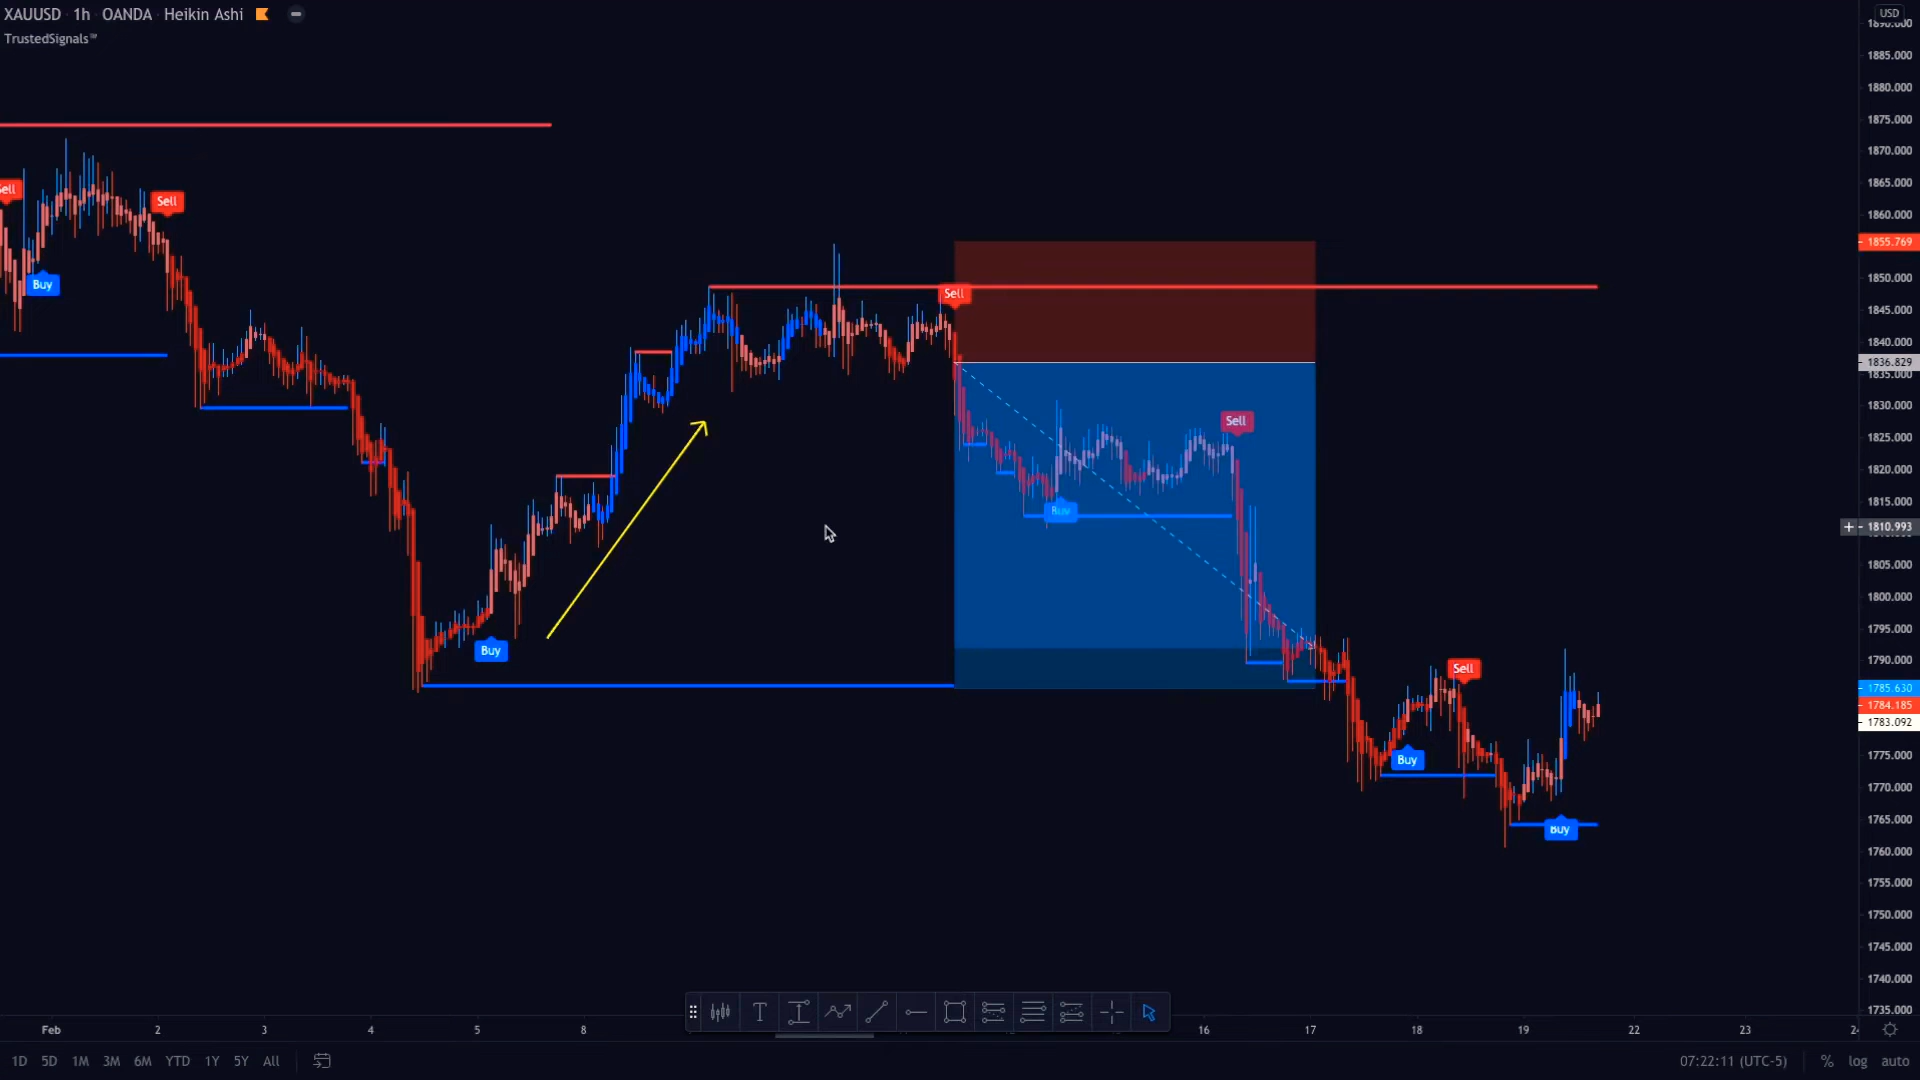 XAUUSD · 1h · OANDA · Heikin Ashi
TrustedSignals™
USD
1885.000
1880.000
1875.000
1870.000
1865.000
1860.000
1855.769
1850.000
1845.000
1840.000
1836.829
1835.000
1830.000
1825.000
1820.000
1815.000
1810.993
1805.000
1800.000
1795.000
1790.000
1785.630
1784.185
1783.092
1775.000
1770.000
1765.000
1760.000
1755.000
1750.000
1745.000
1740.000
1735.000
Sell
Buy
Sell
Buy
Sell
Buy
Sell
Sell
Buy
Buy
Feb 2 3 4 5 8 16 17 18 19 22 23
1D 5D 1M 3M 6M YTD 1Y 5Y All
07:22:11 (UTC-5) % log auto